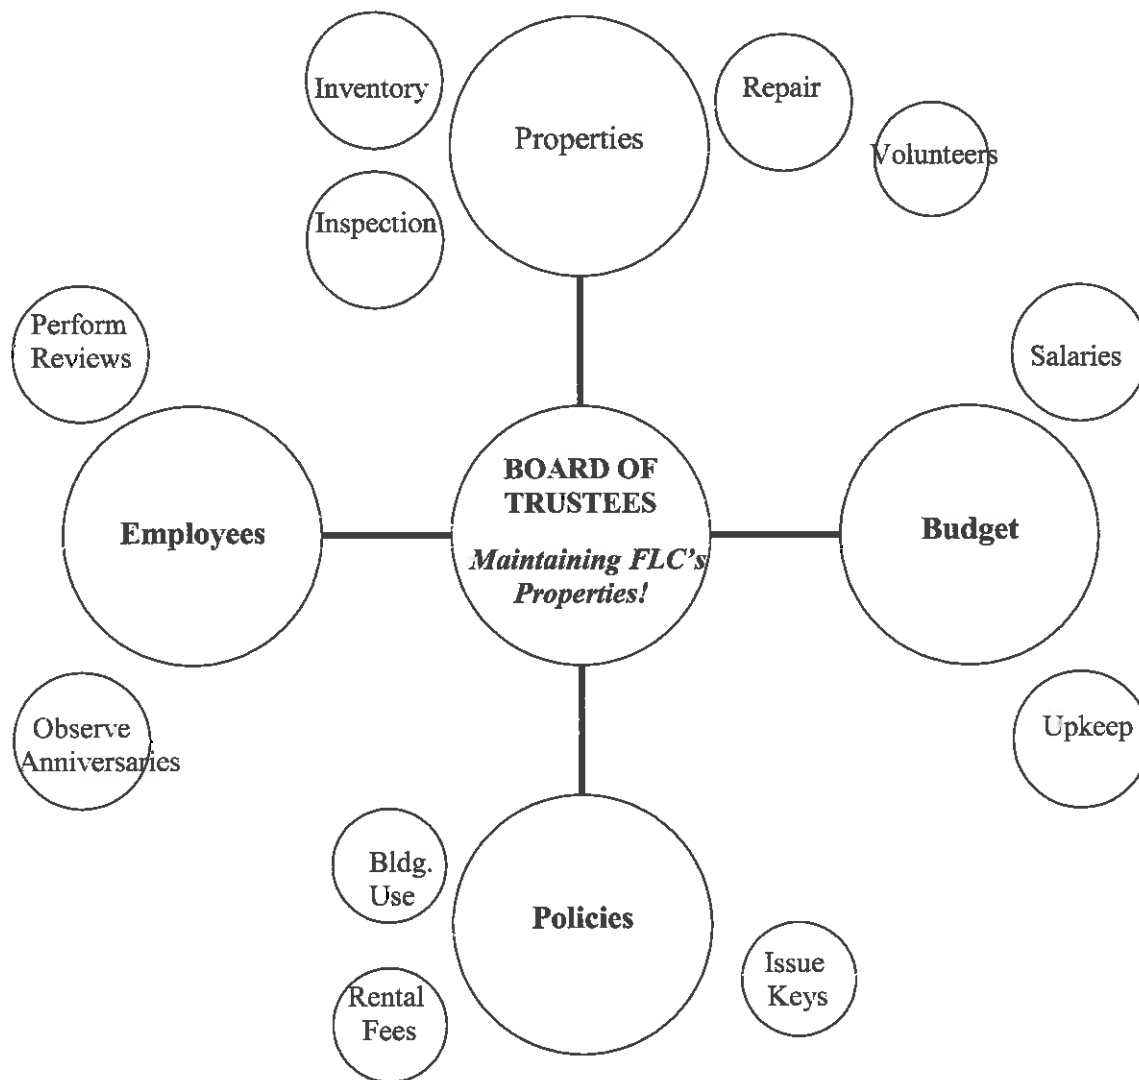 Inventory
Properties
Repair
Volunteers
Inspection
Perform
Reviews
Salaries
Employees
BOARD OF
TRUSTEES
Maintaining FLC's
Properties!
Budget
Observe
Anniversaries
Upkeep
Bldg.
Use
Policies
Issue
Keys
Rental
Fees